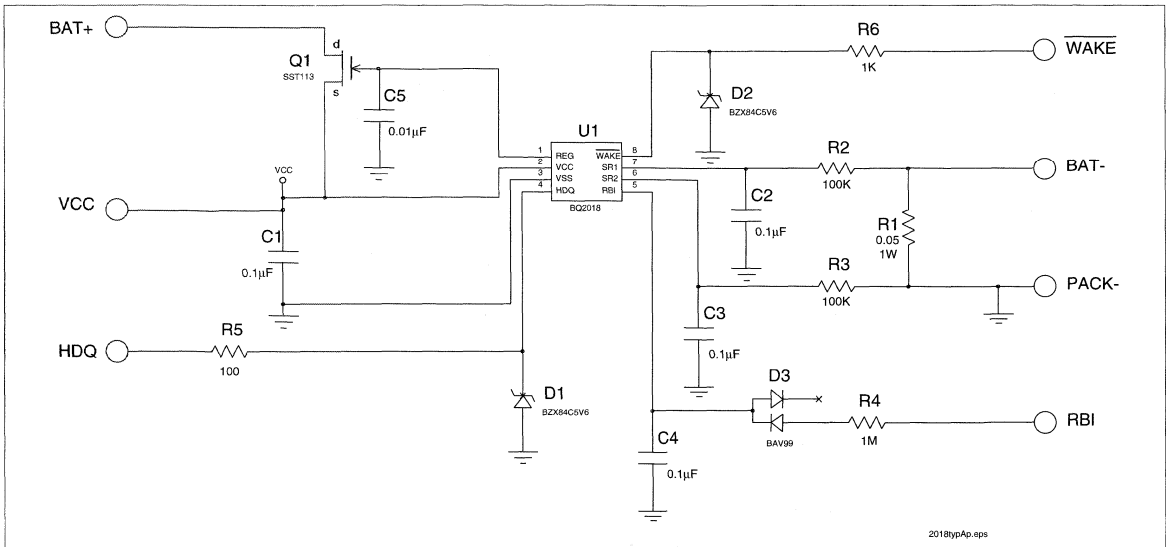 BAT+
d
Q1
SST113
s
C5
0.01µF
VCC
VCC
C1
0.1µF
HDQ
R5
100
D1
BZX84C5V6
U1
1 REG
2 VCC
3 VSS
4 HDQ
WAKE 8
SR1 7
SR2 6
RBI 5
BQ2018
D2
BZX84C5V6
R6
1K
WAKE
R2
100K
BAT-
C2
0.1µF
R1
0.05
1W
R3
100K
PACK-
C3
0.1µF
D3
BAV99
R4
1M
RBI
C4
0.1µF
2018typAp.eps